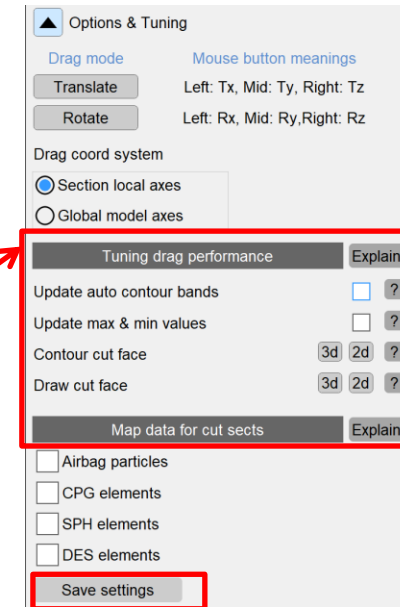 Options & Tuning
Drag mode Mouse button meanings
Translate Left: Tx, Mid: Ty, Right: Tz
Rotate Left: Rx, Mid: Ry,Right: Rz
Drag coord system
Section local axes
Global model axes
Tuning drag performance Explain
Update auto contour bands ?
Update max & min values ?
Contour cut face 3d 2d ?
Draw cut face 3d 2d ?
Map data for cut sects Explain
Airbag particles
CPG elements
SPH elements
DES elements
Save settings